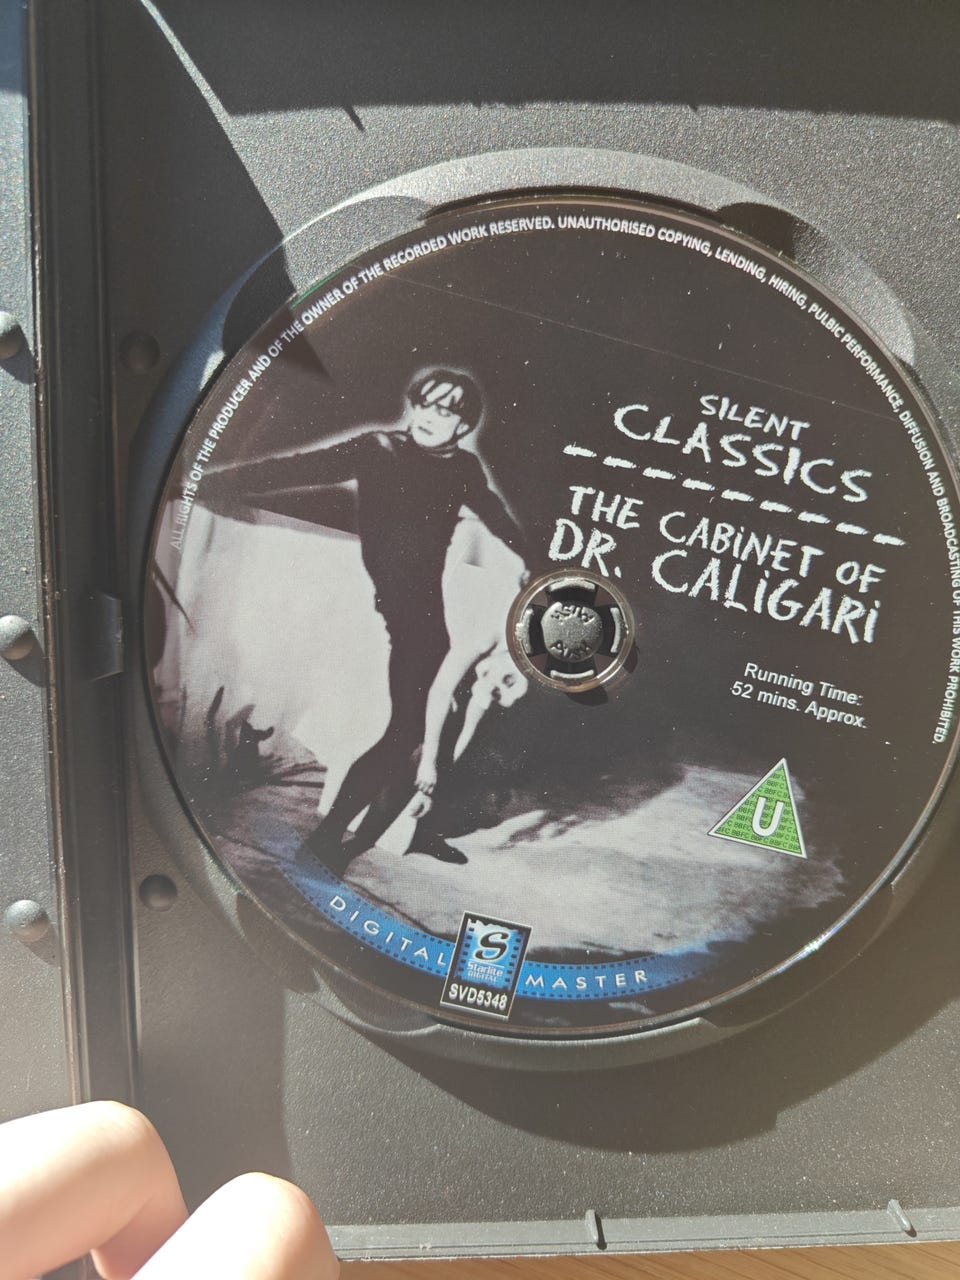 ALL RIGHTS OF THE PRODUCER AND OF THE OWNER OF THE RECORDED WORK RESERVED. UNAUTHORISED COPYING, LENDING, HIRING, PULBIC PERFORMANCE, DIFFUSION AND BROADCASTING OF THIS WORK PROHIBITED.
SILENT
CLASSICS
THE CABINET OF
DR. CALIGARI
PUSH
Running Time:
52 mins. Approx.
U
DIGITAL MASTER
S
Starlite
DIGITAL
SVD5348